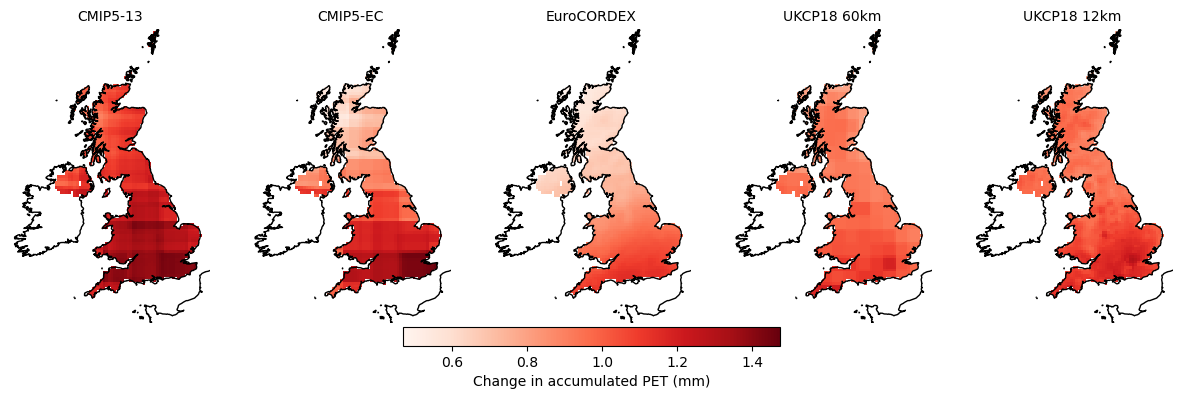 CMIP5-13
CMIP5-EC
EuroCORDEX
UKCP18 60km
UKCP18 12km
0.6 0.8 1.0 1.2 1.4
Change in accumulated PET (mm)